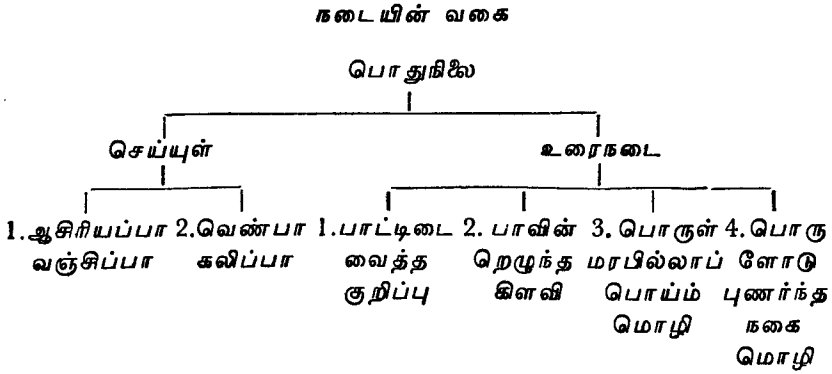 நடையின் வகை
பொதுநிலை
செய்யுள் உரைநடை
1.ஆசிரியப்பா 2.வெண்பா 1.பாட்டிடை 2. பாவின் 3. பொருள் 4.பொரு
வஞ்சிப்பா கலிப்பா வைத்த றெழுந்த மரபில்லாப் ளோடு
குறிப்பு கிளவி பொய்ம் புணர்ந்த
மொழி நகை
மொழி